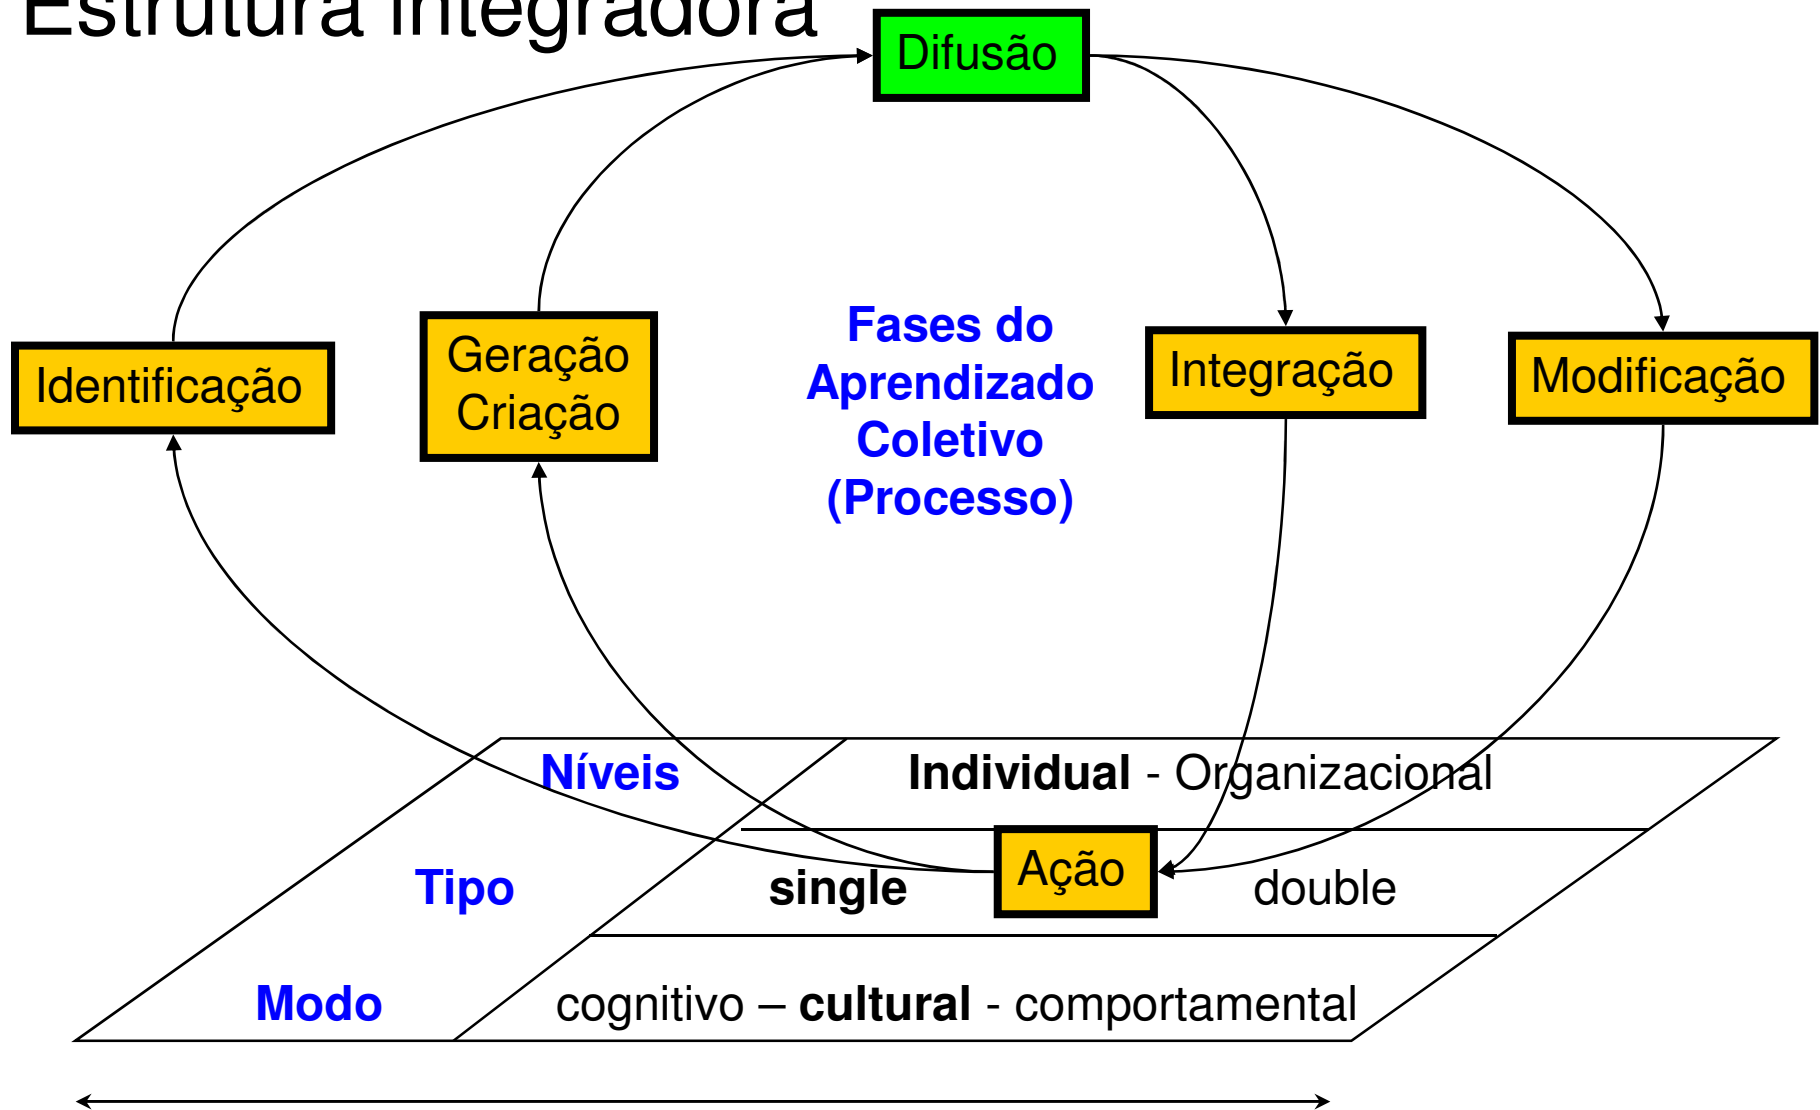 Estrutura integradora
Difusão
Identificação
Geração
Criação
Fases do
Aprendizado
Coletivo
(Processo)
Integração
Modificação
Níveis
Individual - Organizacional
Ação
Tipo
single
double
Modo
cognitivo – cultural - comportamental